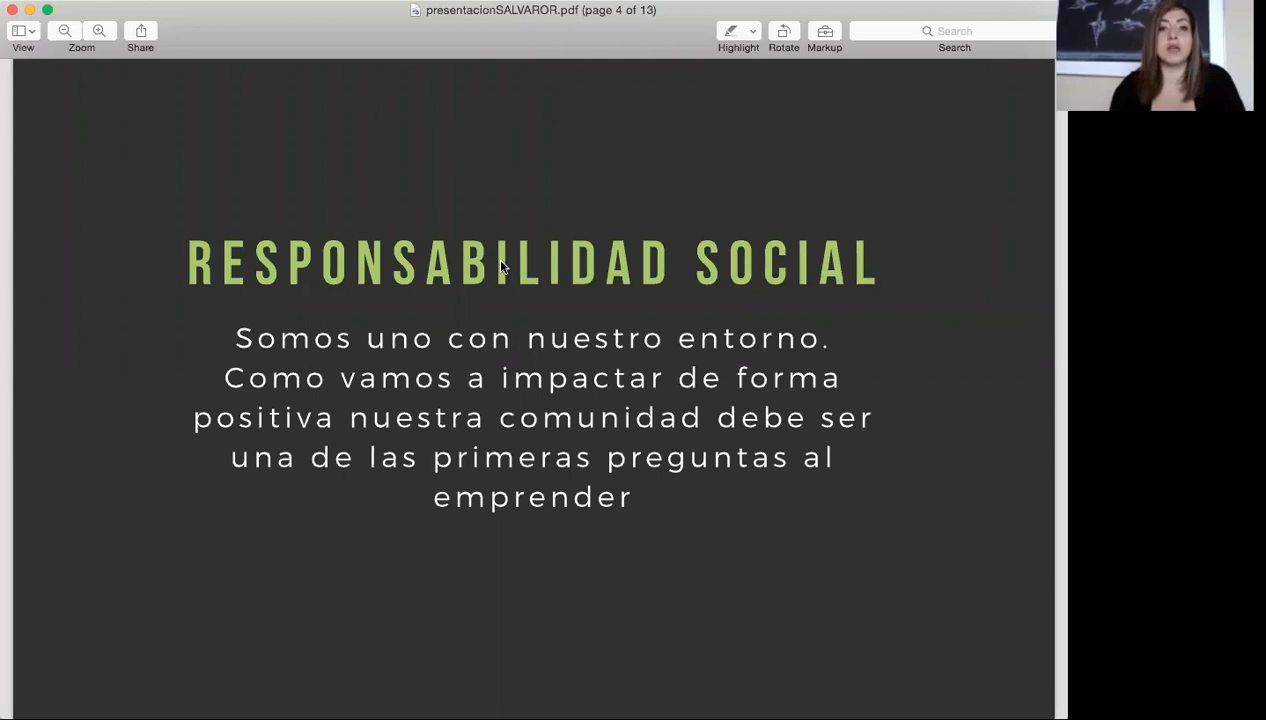 presentacionSALVAROR.pdf (page 4 of 13)
View
Zoom
Share
Highlight
Rotate
Markup
Search
Search
RESPONSABILIDAD SOCIAL
Somos uno con nuestro entorno.
Como vamos a impactar de forma
positiva nuestra comunidad debe ser
una de las primeras preguntas al
emprender